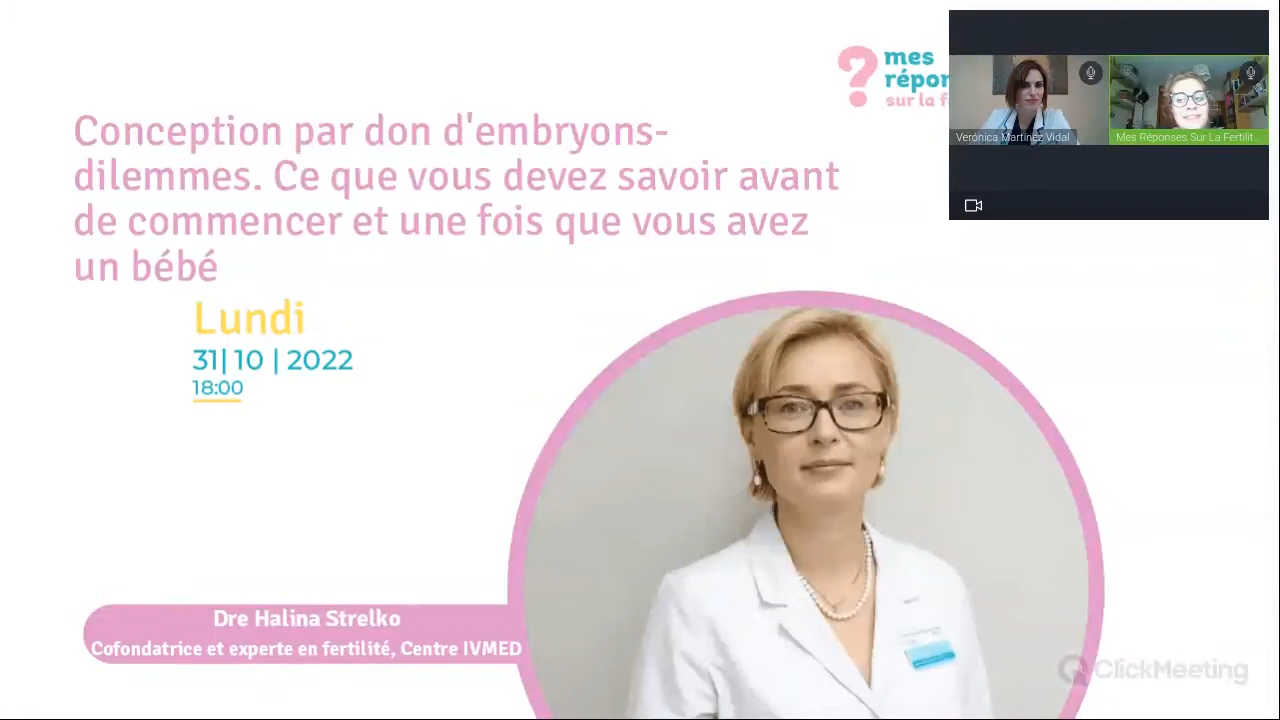 mes
répon
sur la f
Conception par don d'embryons-
dilemmes. Ce que vous devez savoir avant
de commencer et une fois que vous avez
un bébé
Lundi
31| 10 | 2022
18:00
Dre Halina Strelko
Cofondatrice et experte en fertilité, Centre IVMED
Verónica Martínez Vidal
Mes Réponses Sur La Fertilit...
ClickMeeting